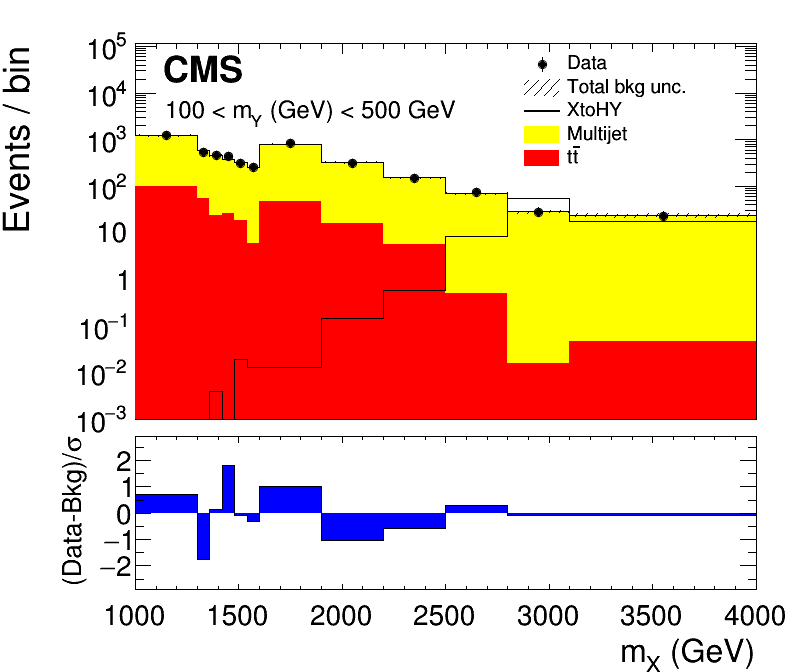 CMS
100 < m_Y (GeV) < 500 GeV
Data
Total bkg unc.
XtoHY
Multijet
tt̄
Events / bin
10^5
10^4
10^3
10^2
10
1
10^−1
10^−2
10^−3
(Data-Bkg)/σ
2
1
0
−1
−2
1000 1500 2000 2500 3000 3500 4000
m_X (GeV)